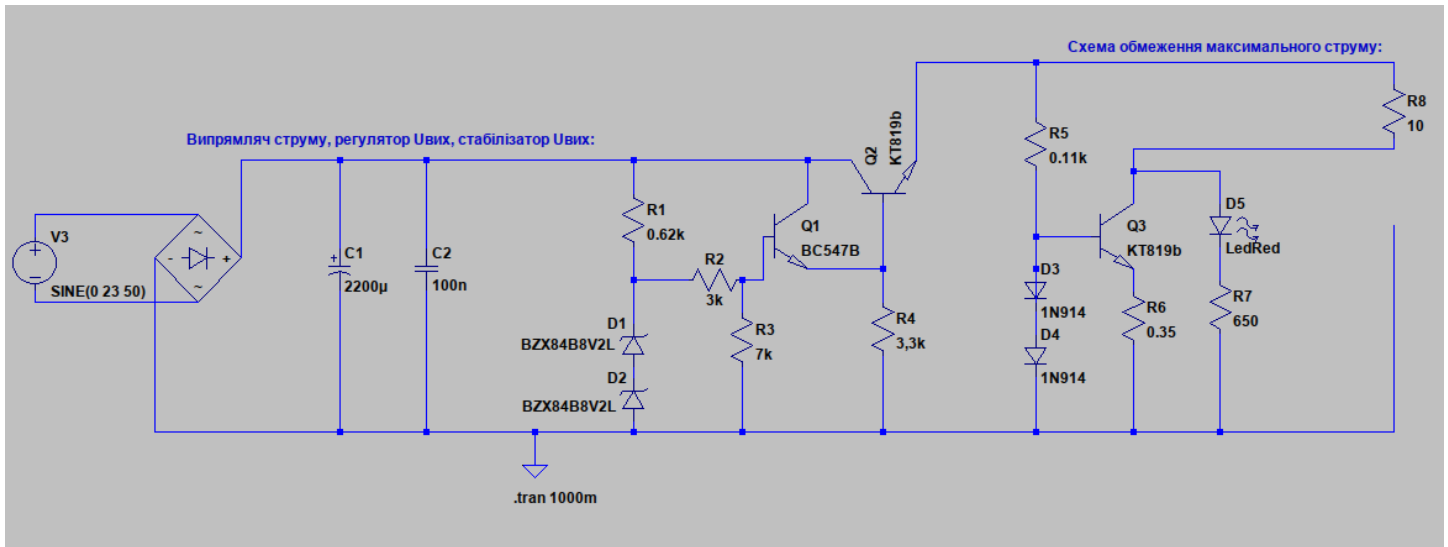 Схема обмеження максимального струму:
Випрямляч струму, регулятор Uвих, стабілізатор Uвих:
V3
SINE(0 23 50)
~
- +
~
C1
+
2200µ
C2
100n
R1
0.62k
R2
3k
D1
BZX84B8V2L
D2
BZX84B8V2L
R3
7k
Q1
BC547B
Q2
KT819b
R4
3,3k
R5
0.11k
D3
1N914
D4
1N914
Q3
KT819b
R6
0.35
D5
LedRed
R7
650
R8
10
.tran 1000m